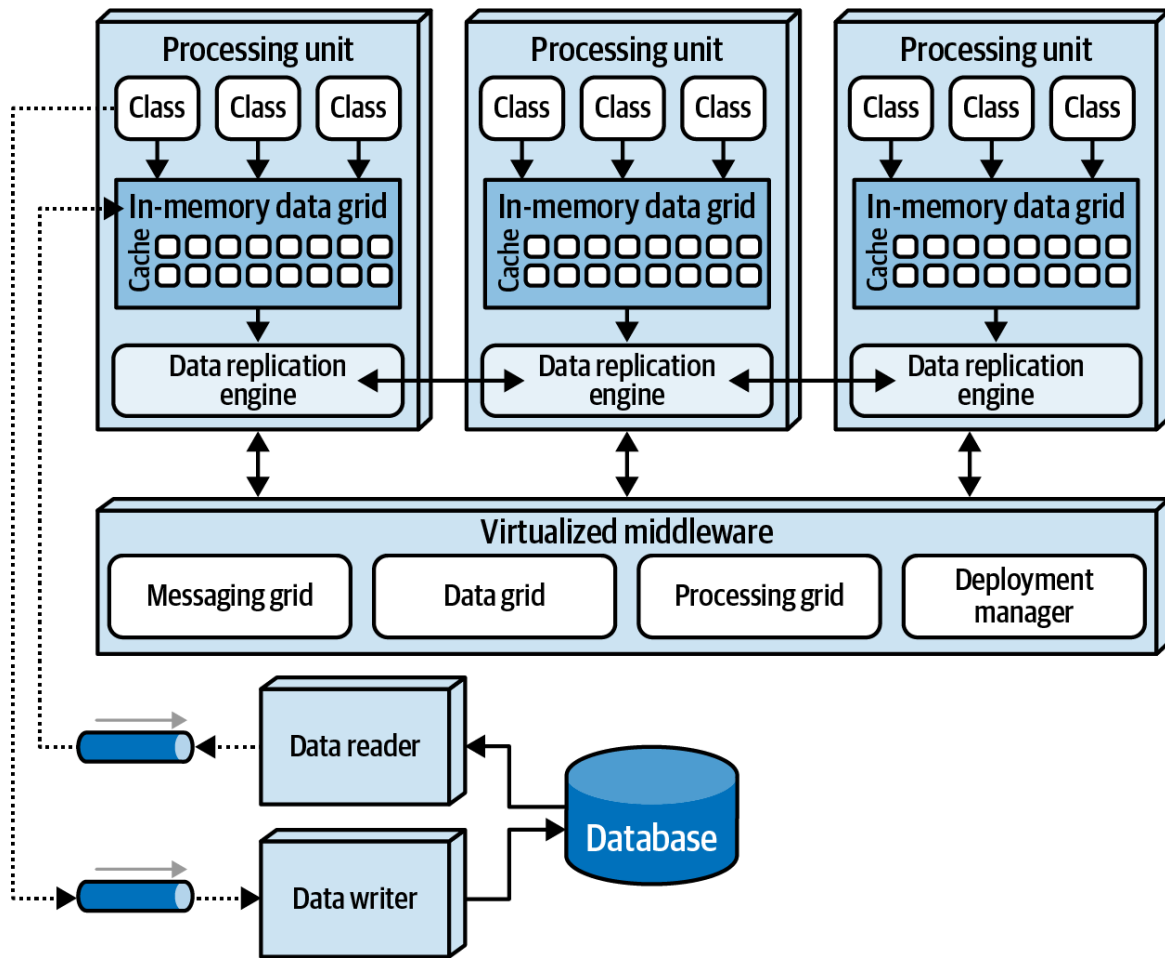 Processing unit
Class Class Class
In-memory data grid
Cache
Data replication
engine
Processing unit
Class Class Class
In-memory data grid
Cache
Data replication
engine
Processing unit
Class Class Class
In-memory data grid
Cache
Data replication
engine
Virtualized middleware
Messaging grid
Data grid
Processing grid
Deployment
manager
Data reader
Database
Data writer